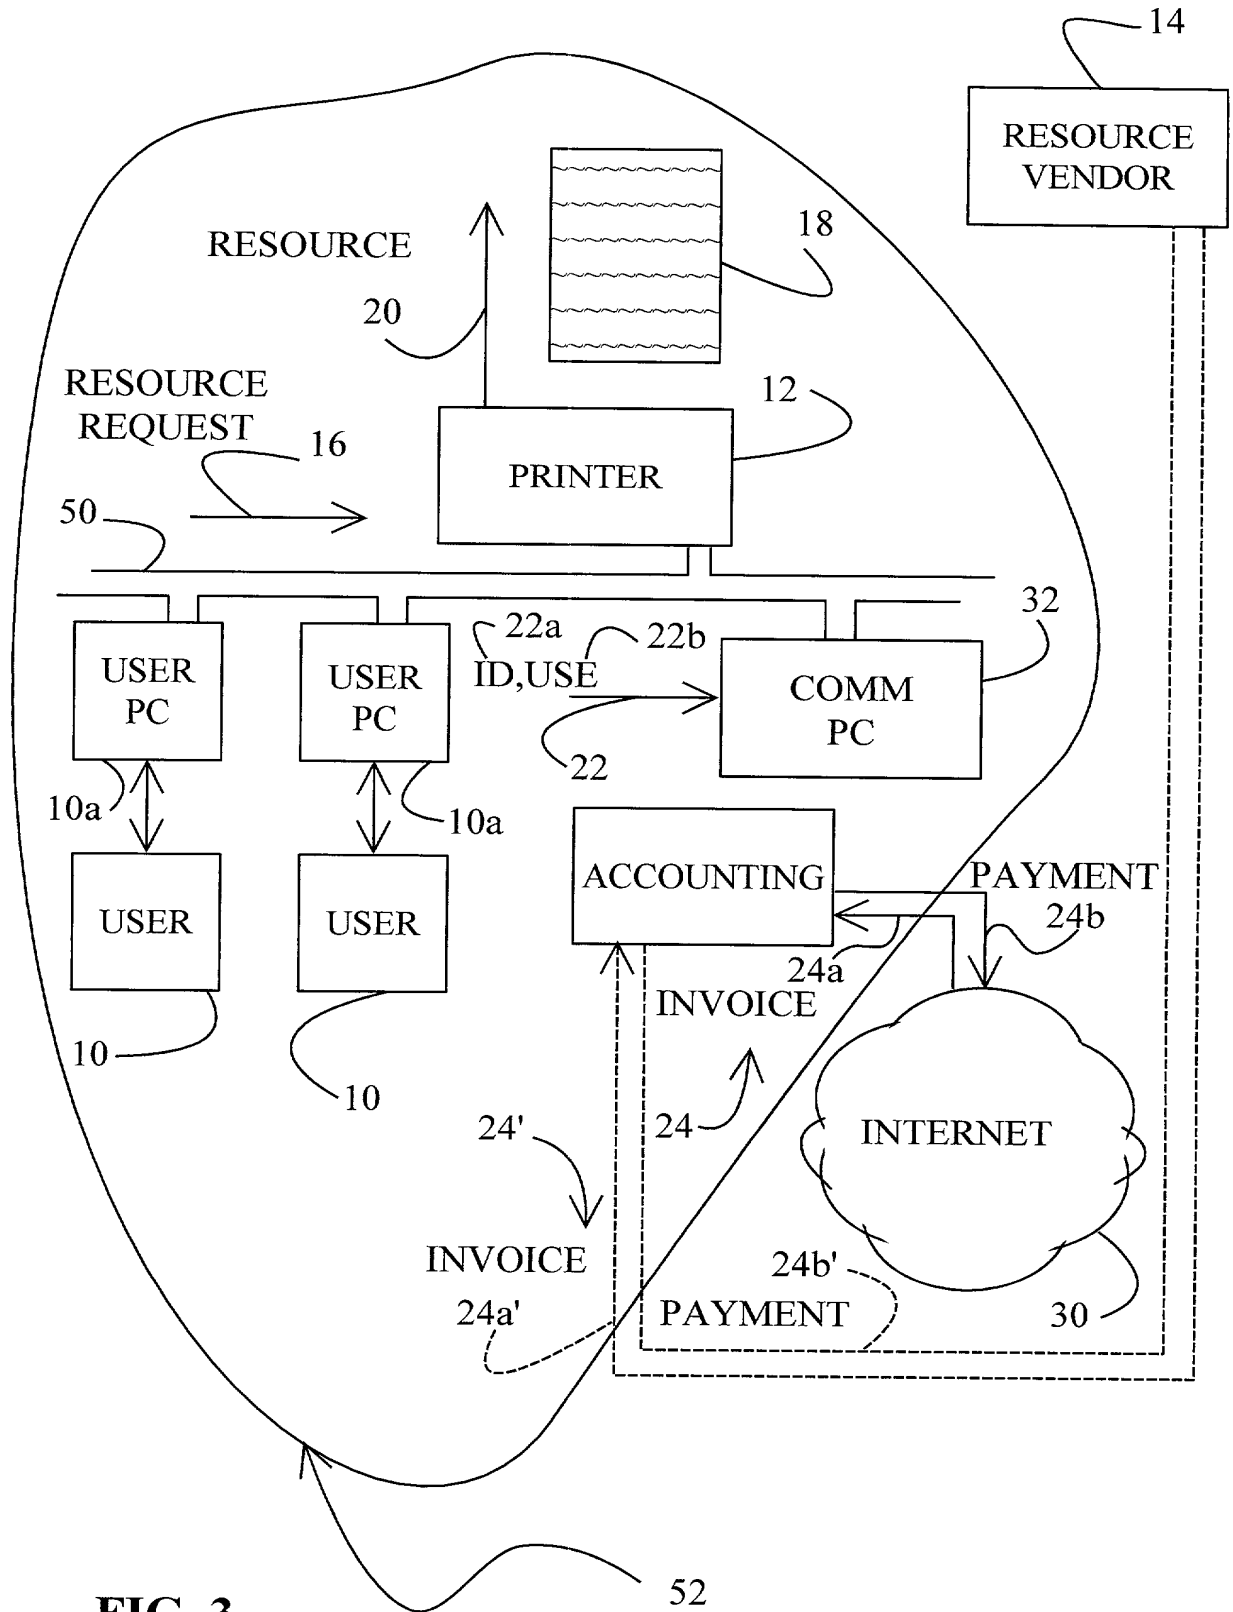 14
RESOURCE
VENDOR
18
RESOURCE
20
RESOURCE
REQUEST
12
16
PRINTER
50
32
22a
22b
ID,USE
USER
PC
USER
PC
COMM
PC
22
10a
10a
ACCOUNTING
PAYMENT
24b
USER
USER
24a
INVOICE
10
10
24'
24
INTERNET
INVOICE
24b'
24a'
PAYMENT
30
52
FIG. 3